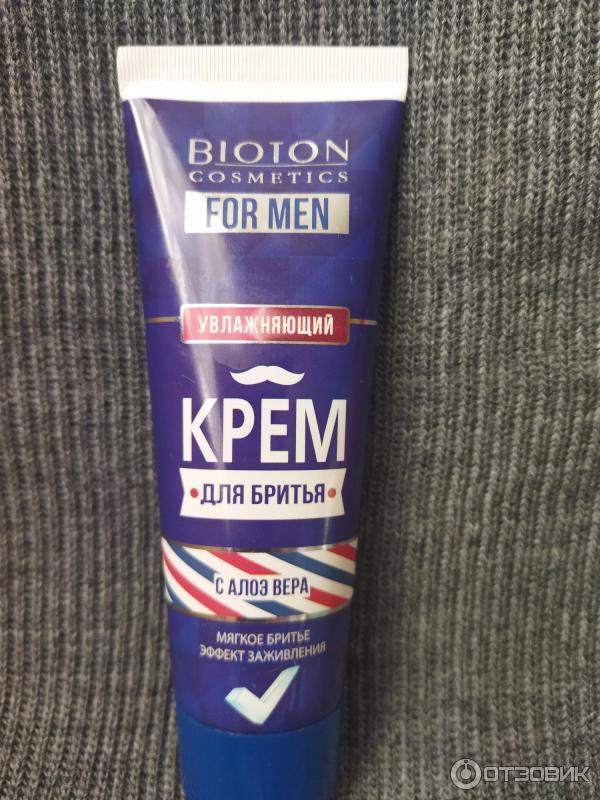 BIOTON
COSMETICS
FOR MEN
УВЛАЖНЯЮЩИЙ
КРЕМ
•ДЛЯ БРИТЬЯ•
С АЛОЭ ВЕРА
МЯГКОЕ БРИТЬЕ
ЭФФЕКТ ЗАЖИВЛЕНИЯ
ОТЗОВИК